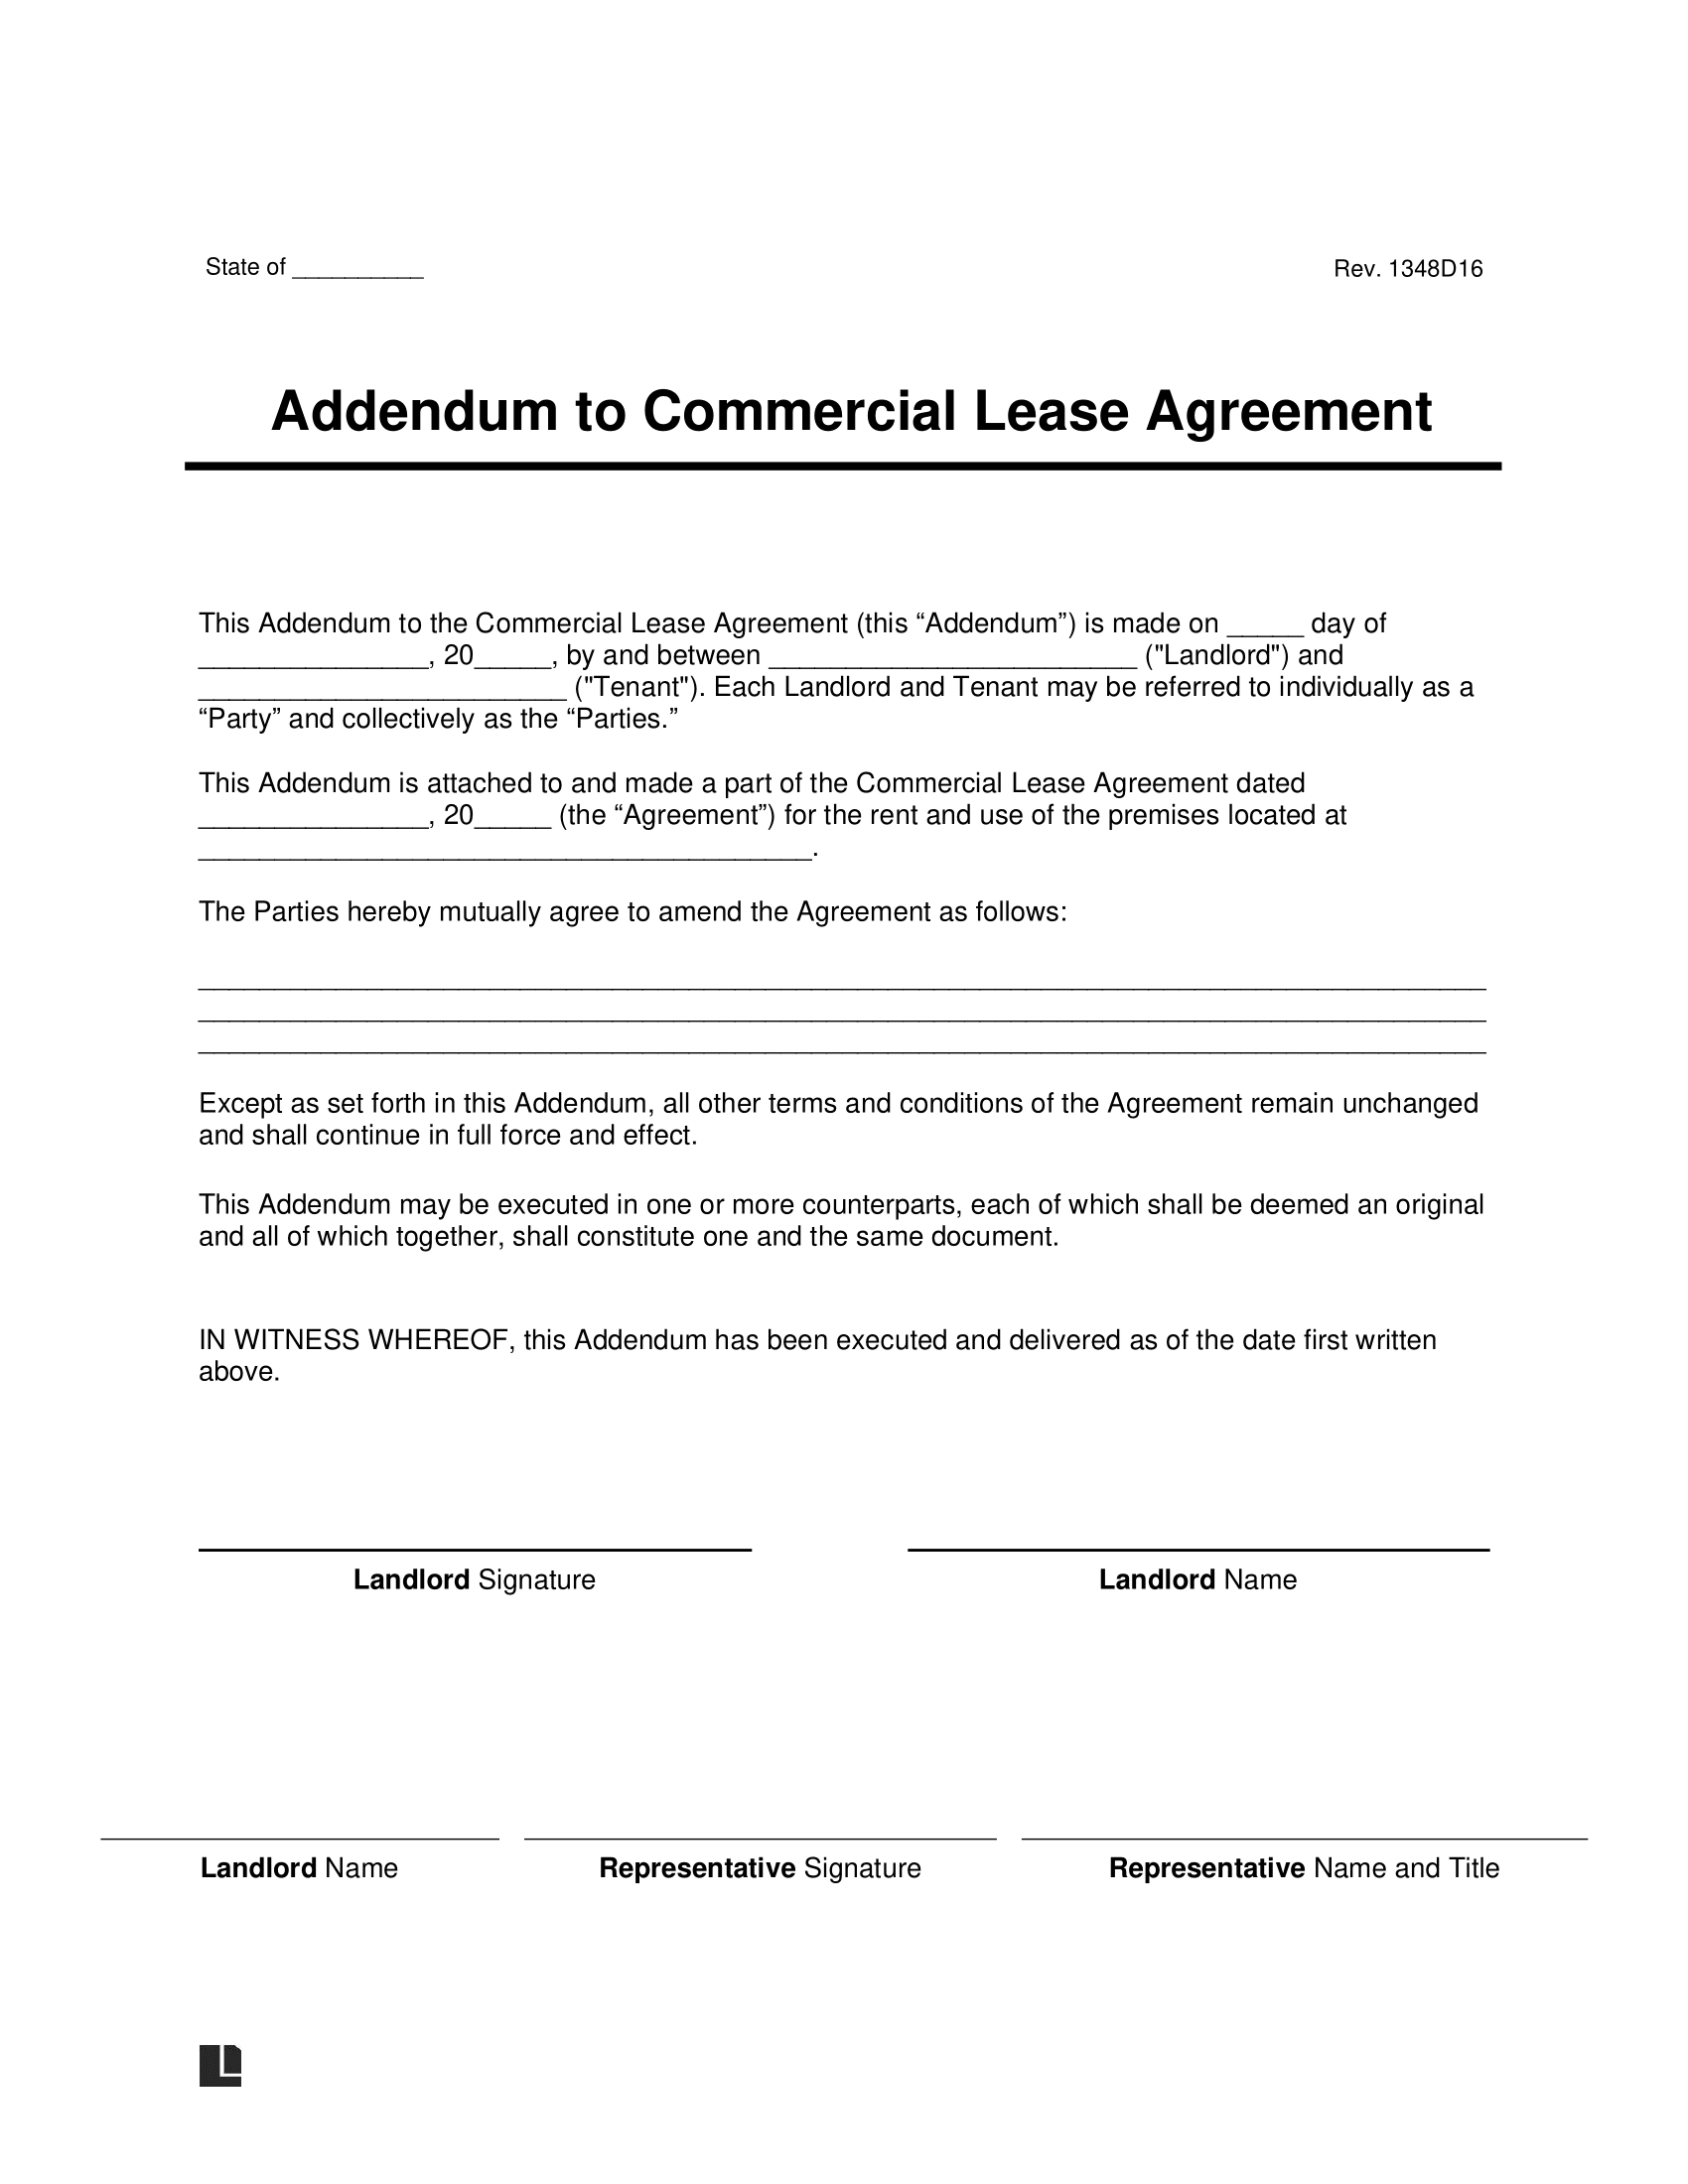 State of __________ Rev. 1348D16
Addendum to Commercial Lease Agreement
This Addendum to the Commercial Lease Agreement (this “Addendum”) is made on _____ day of
_______________, 20_____, by and between ________________________ ("Landlord") and
________________________ ("Tenant"). Each Landlord and Tenant may be referred to individually as a
“Party” and collectively as the “Parties.”
This Addendum is attached to and made a part of the Commercial Lease Agreement dated
_______________, 20_____ (the “Agreement”) for the rent and use of the premises located at
________________________________________.
The Parties hereby mutually agree to amend the Agreement as follows:
____________________________________________________________________________________
____________________________________________________________________________________
____________________________________________________________________________________
Except as set forth in this Addendum, all other terms and conditions of the Agreement remain unchanged
and shall continue in full force and effect.
This Addendum may be executed in one or more counterparts, each of which shall be deemed an original
and all of which together, shall constitute one and the same document.
IN WITNESS WHEREOF, this Addendum has been executed and delivered as of the date first written
above.
Landlord Signature Landlord Name
Landlord Name Representative Signature Representative Name and Title